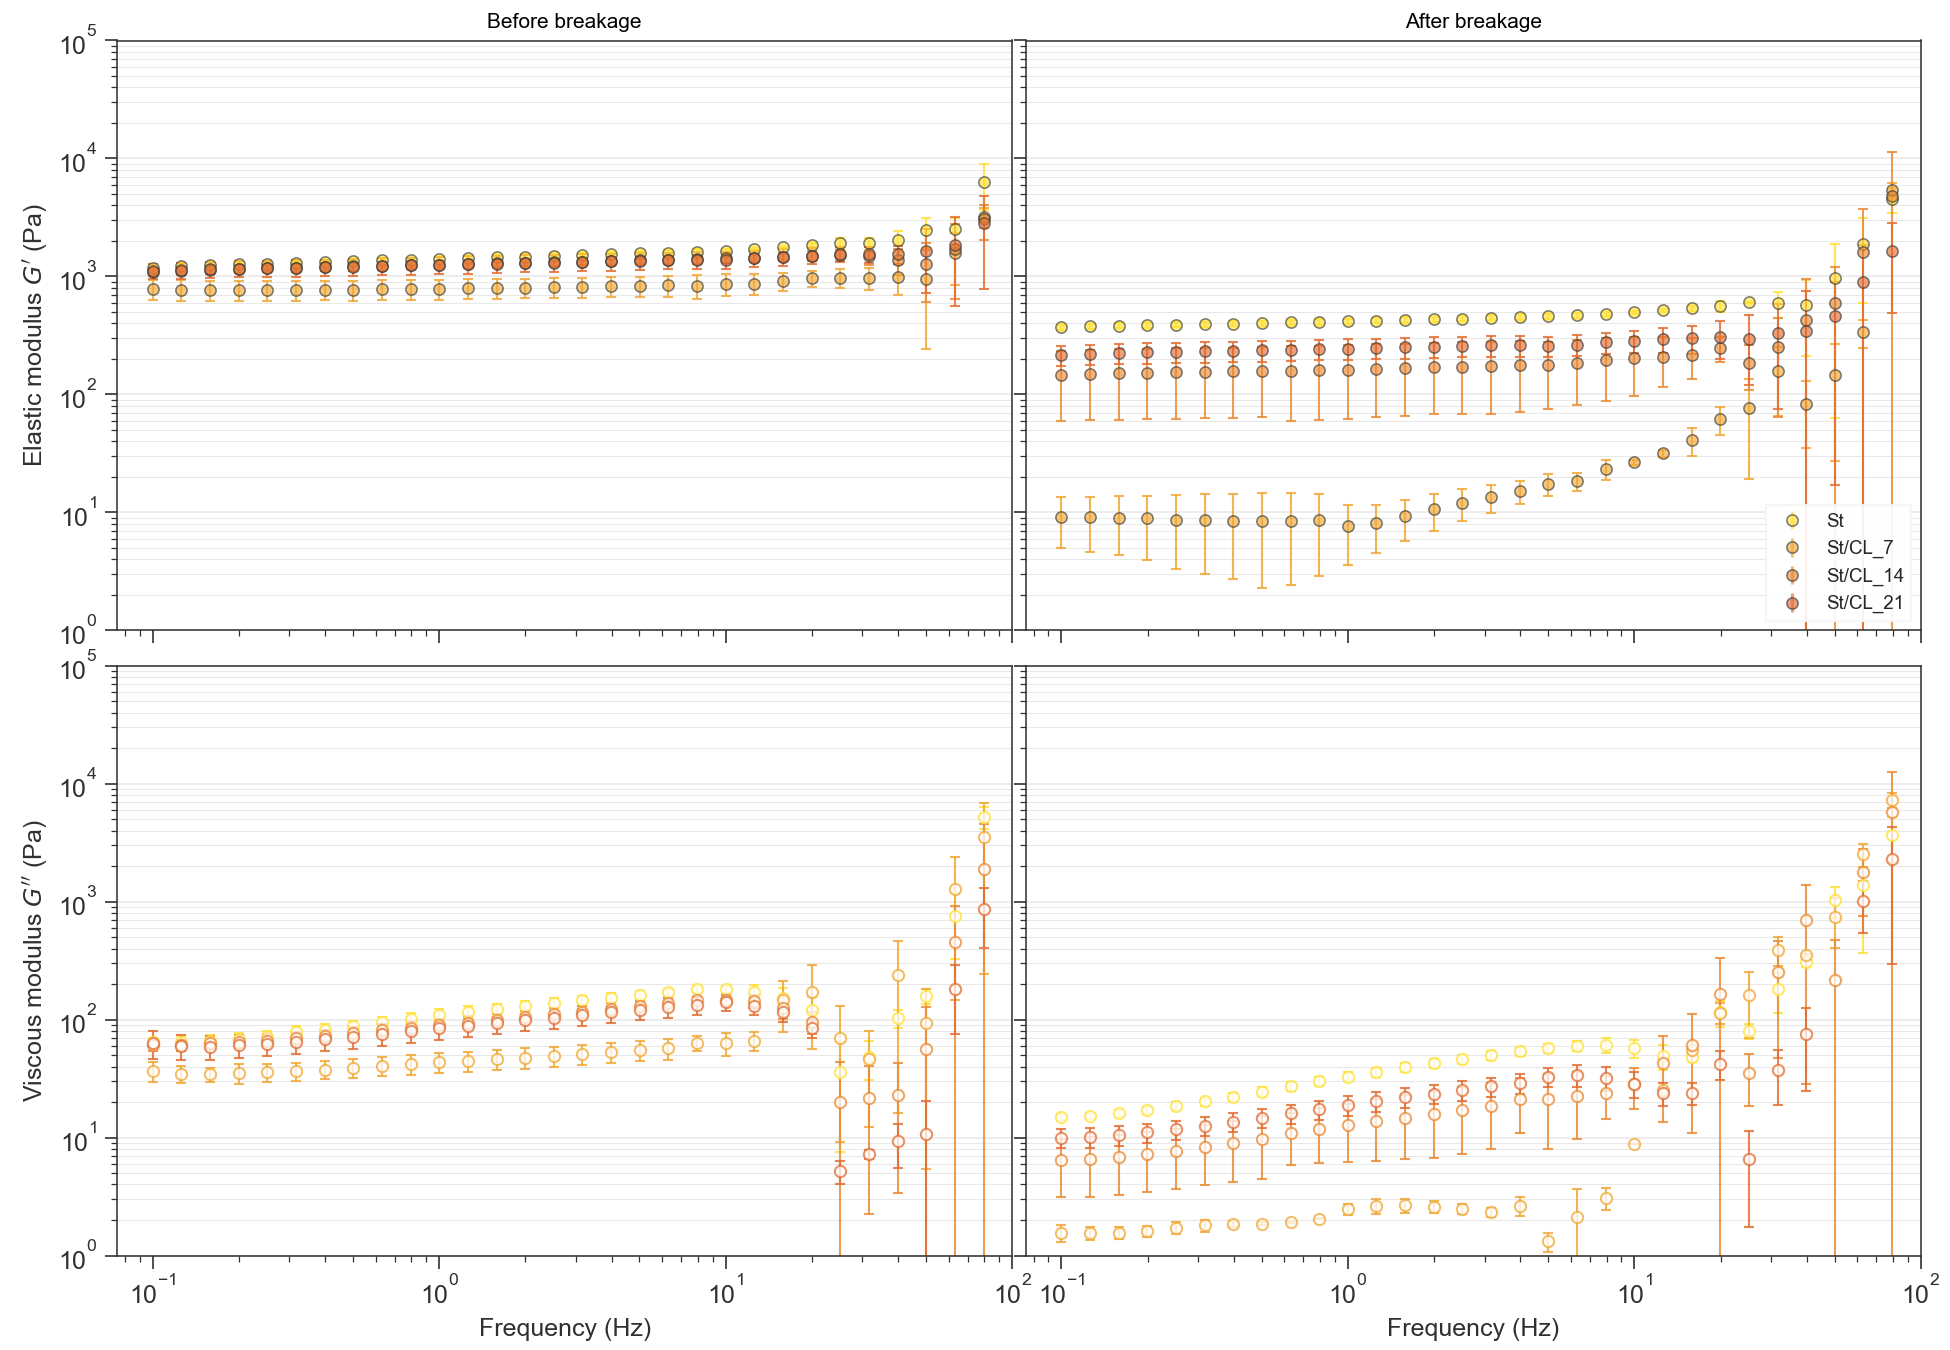 Before breakage
After breakage
10^5
10^4
10^3
10^2
10^1
10^0
Elastic modulus G′ (Pa)
St
St/CL_7
St/CL_14
St/CL_21
10^5
10^4
10^3
10^2
10^1
10^0
Viscous modulus G″ (Pa)
10^−1 10^0 10^1 10^2 10^−1 10^0 10^1 10^2
Frequency (Hz)
Frequency (Hz)